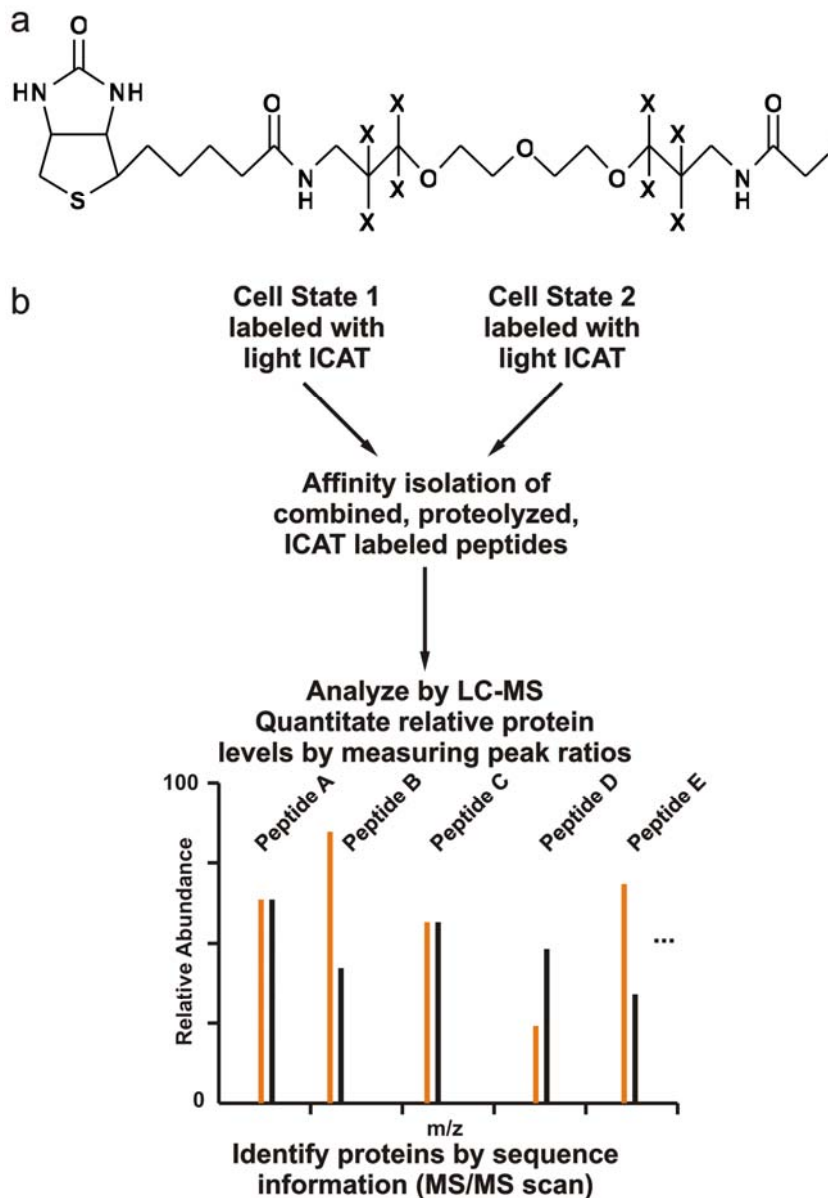 a
O
HN NH
S
O
N
H
X X
X X
O
O
O
X X
X X
N
H
O
I
b
Cell State 1
labeled with
light ICAT
Cell State 2
labeled with
light ICAT
Affinity isolation of
combined, proteolyzed,
ICAT labeled peptides
Analyze by LC-MS
Quantitate relative protein
levels by measuring peak ratios
100
Relative Abundance
0
Peptide A
Peptide B
Peptide C
Peptide D
Peptide E
...
m/z
Identify proteins by sequence
information (MS/MS scan)